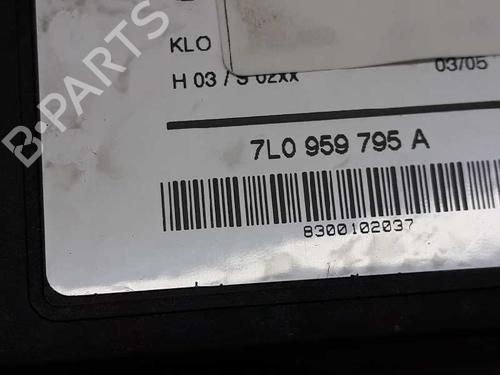 KLO
H 03 / S 02xx
03/05
7L0 959 795 A
8300102037
B-PARTS